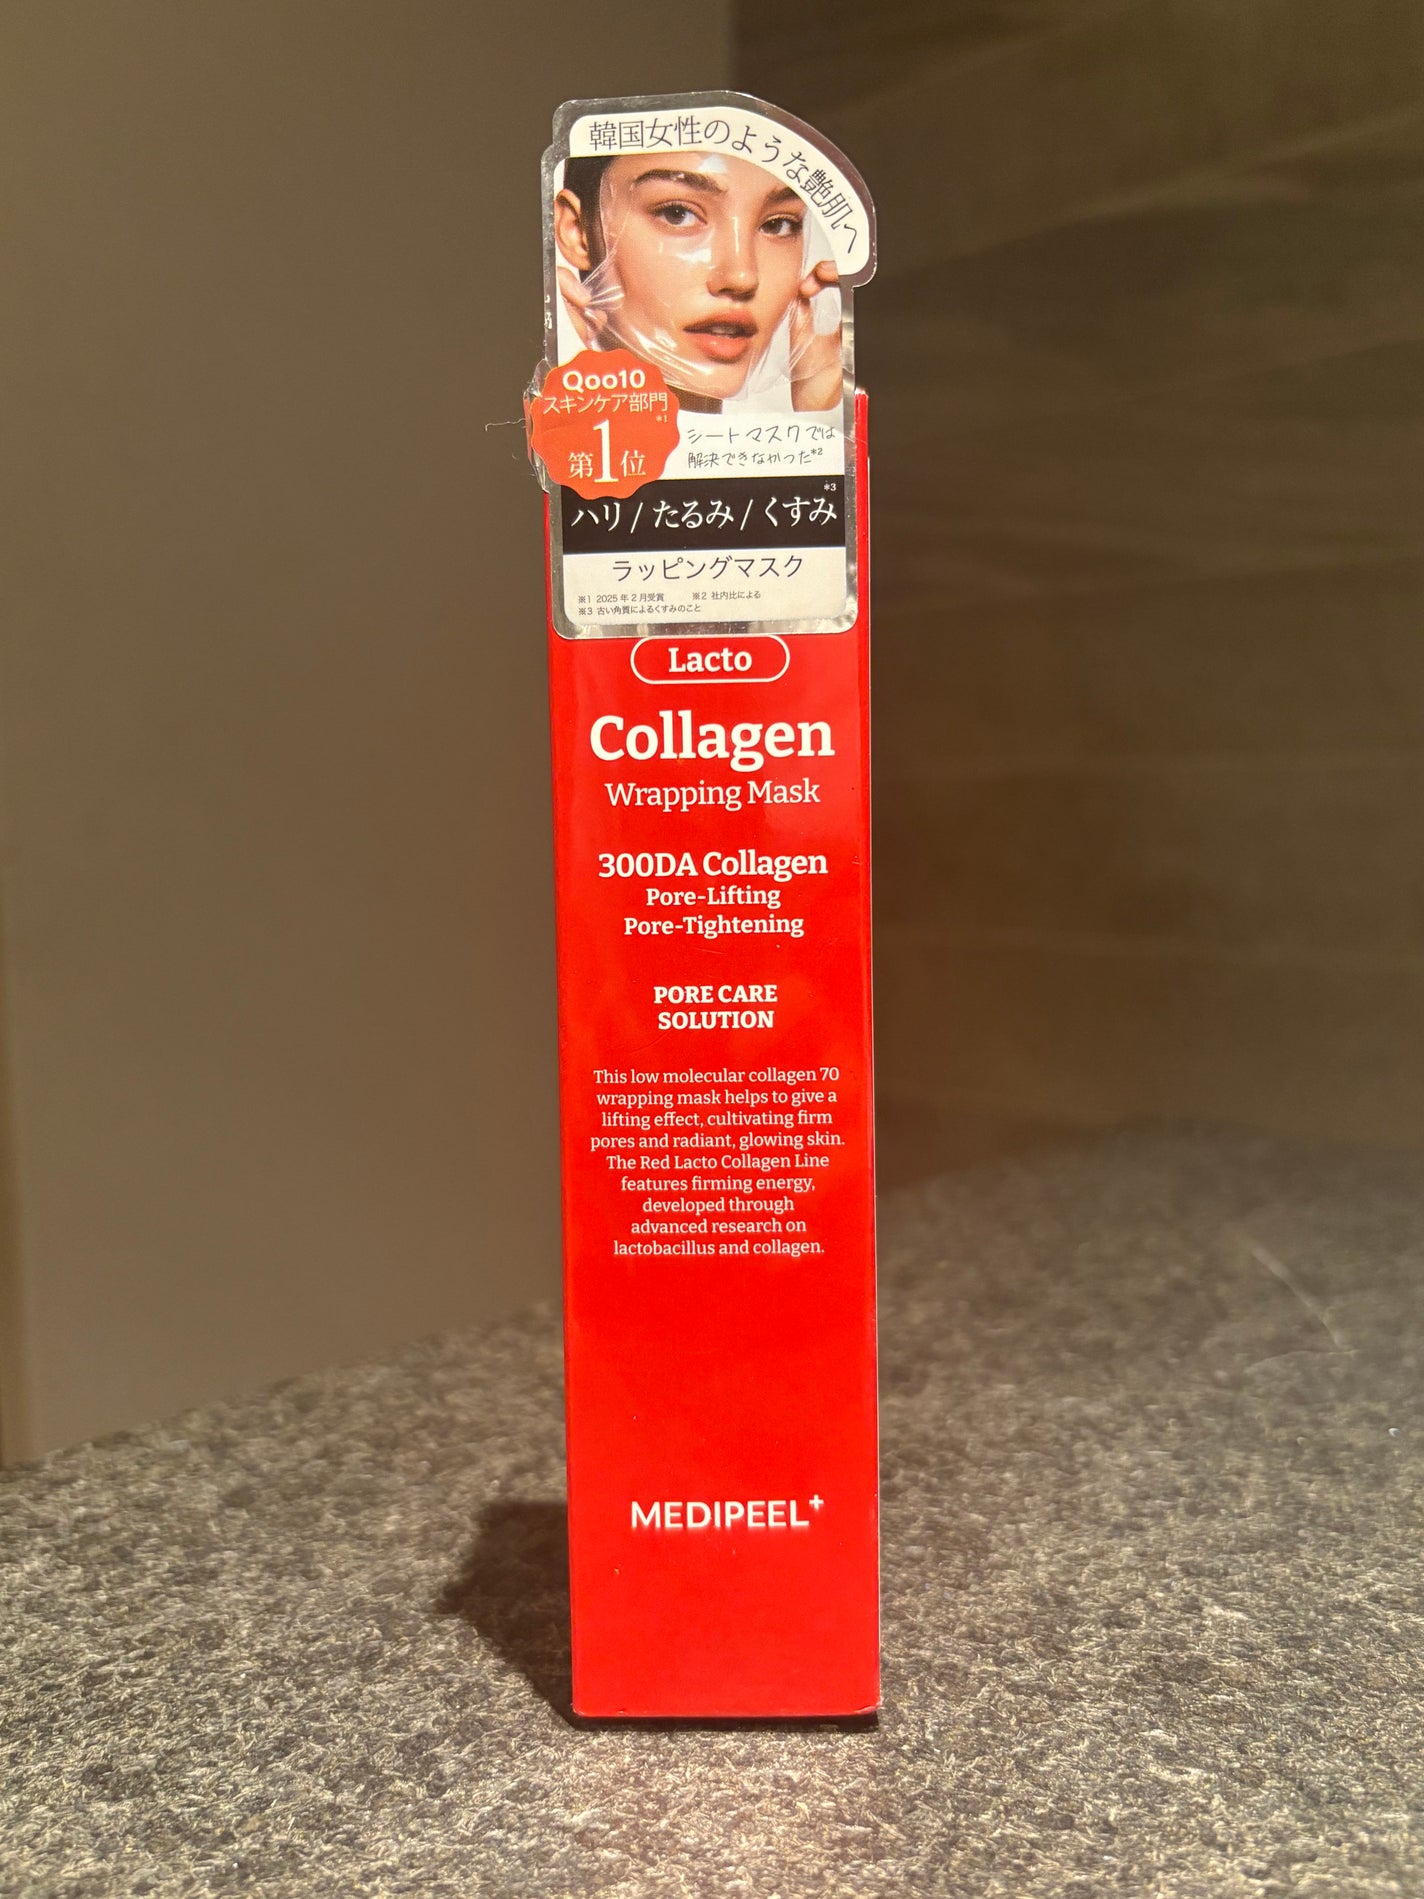 韓国女性のような艶肌へ
Qoo10
スキンケア部門
※1
第1位
シートマスクでは
解決できなかった※2
※3
ハリ / たるみ / くすみ
ラッピングマスク
※1 2025年2月受賞 ※2 社内比による
※3 古い角質によるくすみのこと
Lacto
Collagen
Wrapping Mask
300DA Collagen
Pore-Lifting
Pore-Tightening
PORE CARE
SOLUTION
This low molecular collagen 70
wrapping mask helps to give a
lifting effect, cultivating firm
pores and radiant, glowing skin.
The Red Lacto Collagen Line
features firming energy,
developed through
advanced research on
lactobacillus and collagen.
MEDIPEEL+